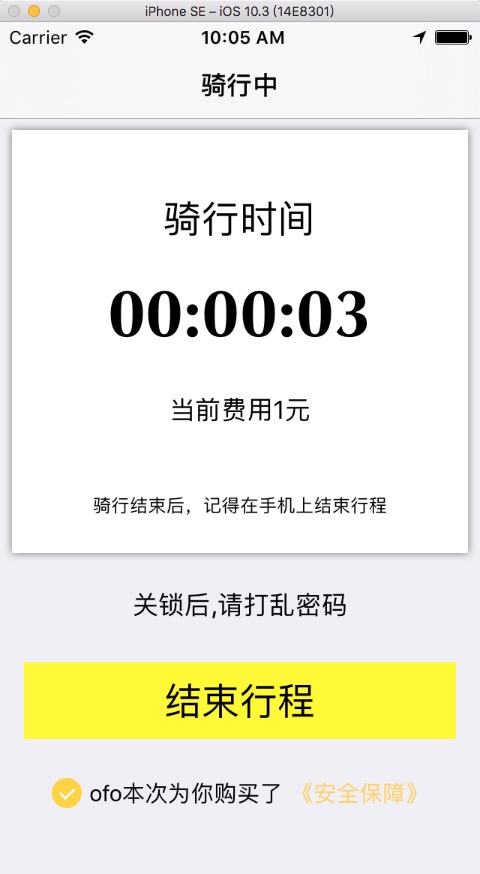 iPhone SE – iOS 10.3 (14E8301)
Carrier 10:05 AM
骑行中
骑行时间
00:00:03
当前费用1元
骑行结束后，记得在手机上结束行程
关锁后,请打乱密码
结束行程
ofo本次为你购买了 《安全保障》